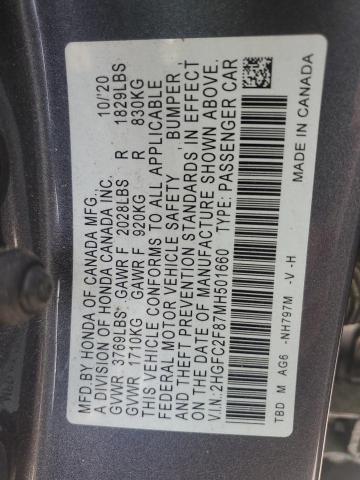 MFD BY HONDA OF CANADA MFG., 10/'20
A DIVISION OF HONDA CANADA INC.
GVWR 3769LBS GAWR F 2028LBS R 1829LBS
GVWR 1710KG GAWR F 920KG R 830KG
THIS VEHICLE CONFORMS TO ALL APPLICABLE
FEDERAL MOTOR VEHICLE SAFETY , BUMPER ,
AND THEFT PREVENTION STANDARDS IN EFFECT
ON THE DATE OF MANUFACTURE SHOWN ABOVE.
V.I.N.:2HGFC2F87MH501660 TYPE: PASSENGER CAR
TBD M AG6 -NH797M -V -H
MADE IN CANADA